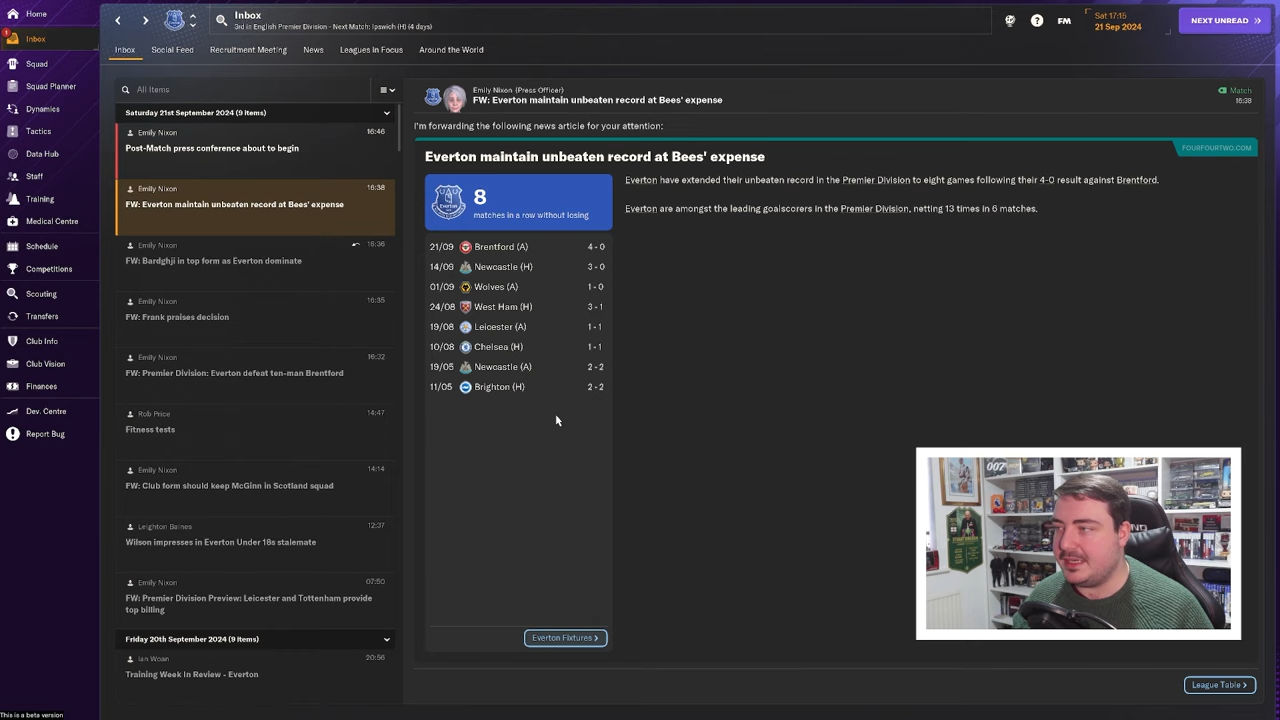 Home
Inbox
Squad
Squad Planner
Dynamics
Tactics
Data Hub
Staff
Training
Medical Centre
Schedule
Competitions
Scouting
Transfers
Club Info
Club Vision
Finances
Dev. Centre
Report Bug
This is a beta version
Inbox
3rd in English Premier Division - Next Match: Ipswich (H) (4 days)
FM
Sat 17:15
21 Sep 2024
NEXT UNREAD
Inbox Social Feed Recruitment Meeting News Leagues in Focus Around the World
All Items
Saturday 21st September 2024 (9 Items)
Emily Nixon 16:46
Post-Match press conference about to begin
Emily Nixon 16:38
FW: Everton maintain unbeaten record at Bees' expense
Emily Nixon 16:36
FW: Bardghji in top form as Everton dominate
Emily Nixon 16:35
FW: Frank praises decision
Emily Nixon 16:32
FW: Premier Division: Everton defeat ten-man Brentford
Rob Price 14:47
Fitness tests
Emily Nixon 14:14
FW: Club form should keep McGinn in Scotland squad
Leighton Baines 12:37
Wilson impresses in Everton Under 18s stalemate
Emily Nixon 07:50
FW: Premier Division Preview: Leicester and Tottenham provide
top billing
Friday 20th September 2024 (9 Items)
Ian Woan 20:56
Training Week In Review - Everton
Emily Nixon (Press Officer)
FW: Everton maintain unbeaten record at Bees' expense
Match
16:38
I'm forwarding the following news article for your attention:
FOURFOURTWO.COM
Everton maintain unbeaten record at Bees' expense
Everton
8
matches in a row without losing
21/09 Brentford (A) 4 - 0
14/09 Newcastle (H) 3 - 0
01/09 Wolves (A) 1 - 0
24/08 West Ham (H) 3 - 1
19/08 Leicester (A) 1 - 1
10/08 Chelsea (H) 1 - 1
19/05 Newcastle (A) 2 - 2
11/05 Brighton (H) 2 - 2
Everton Fixtures >
Everton have extended their unbeaten record in the Premier Division to eight games following their 4-0 result against Brentford.
Everton are amongst the leading goalscorers in the Premier Division, netting 13 times in 6 matches.
007
League Table >